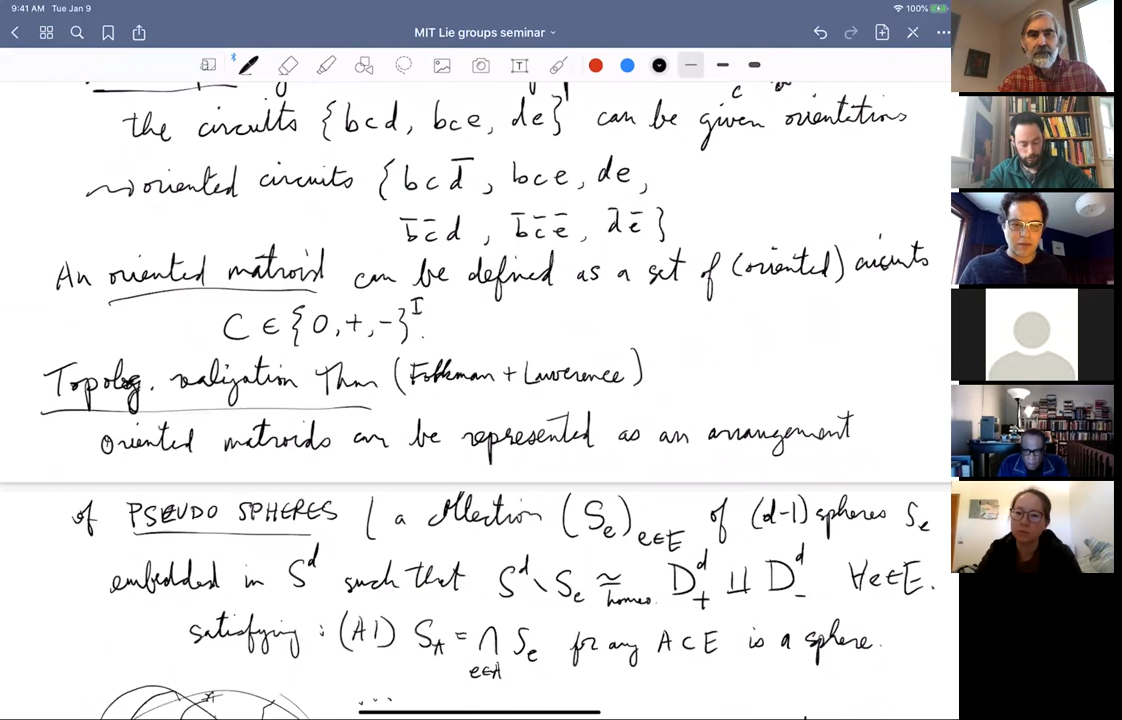 9:41 AM Tue Jan 9
100%
MIT Lie groups seminar
the circuits {bcd, bce, de} can be given orientations
⇝ oriented circuits {bcd̅, bce, de,
b̅c̅d, b̅c̅e̅, d̅e̅}
An oriented matroid can be defined as a set of (oriented) circuits
C ∈ {0,+,-}^I.
Topolog. realization Thm (Folkman + Lawerence)
Oriented matroids can be represented as an arrangement
of PSEUDO SPHERES ( a collection (S_e)_{e∈E} of (d-1) spheres S_e
embedded in S^d such that S^d \ S_e ≃ homeo. D^d_+ ⊔ D^d_- ∀e∈E.
satisfying : (A1) S_A = ∩_{e∈A} S_e for any A ⊂ E is a sphere.